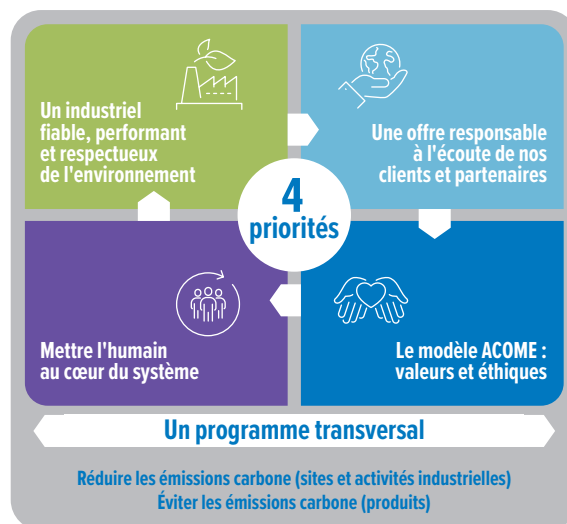 Un industriel
fiable, performant
et respectueux
de l'environnement
Une offre responsable
à l'écoute de nos
clients et partenaires
4
priorités
Mettre l'humain
au cœur du système
Le modèle ACOME :
valeurs et éthiques
Un programme transversal
Réduire les émissions carbone (sites et activités industrielles)
Éviter les émissions carbone (produits)